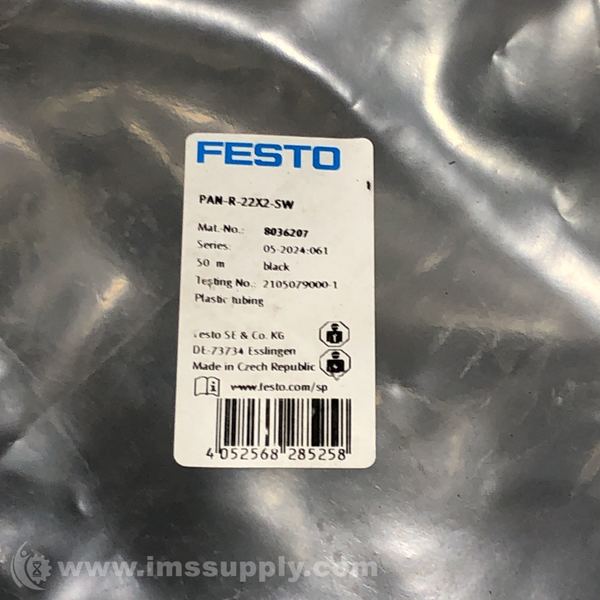 FESTO
PAN-R-22X2-SW
Mat.-No.: 8036207
Series: 05-2024-061
50 m black
Testing No.: 2105079000-1
Plastic tubing
Festo SE & Co. KG
DE-73734 Esslingen
Made in Czech Republic
www.festo.com/sp
4 052568 285258
www.imssupply.com